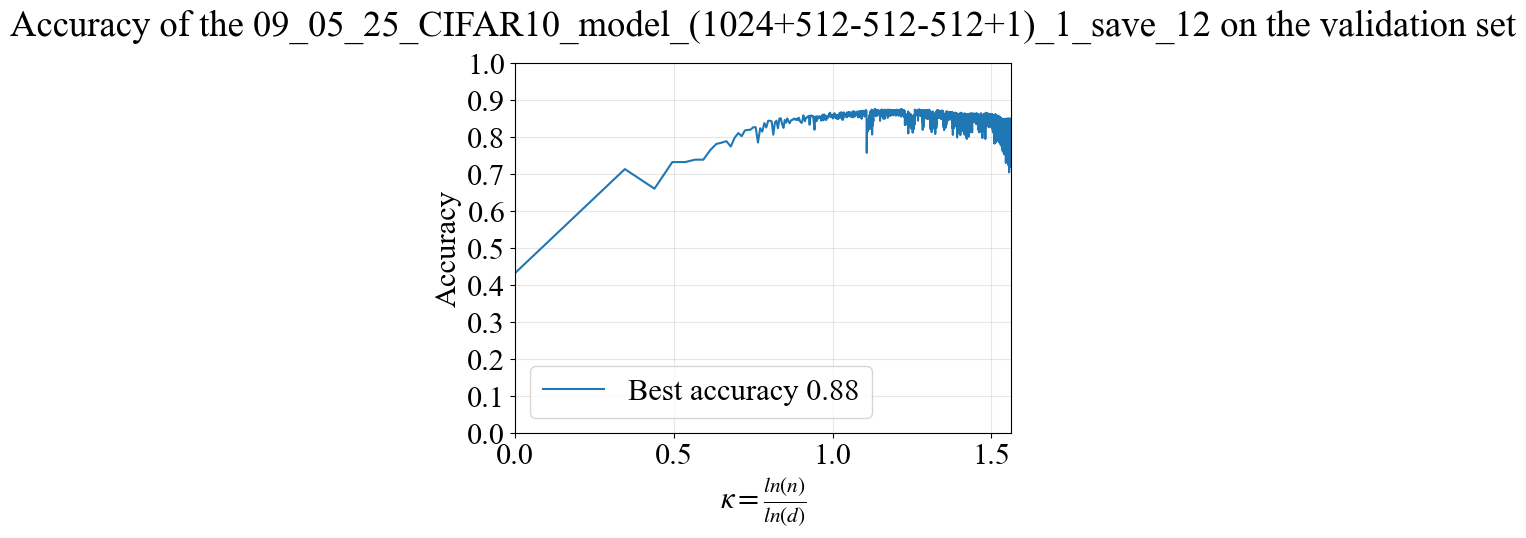 Accuracy of the 09_05_25_CIFAR10_model_(1024+512-512-512+1)_1_save_12 on the validation set
1.0
0.9
0.8
0.7
0.6
0.5
0.4
0.3
0.2
0.1
0.0
Accuracy
Best accuracy 0.88
0.0 0.5 1.0 1.5
κ = ln(n) / ln(d)